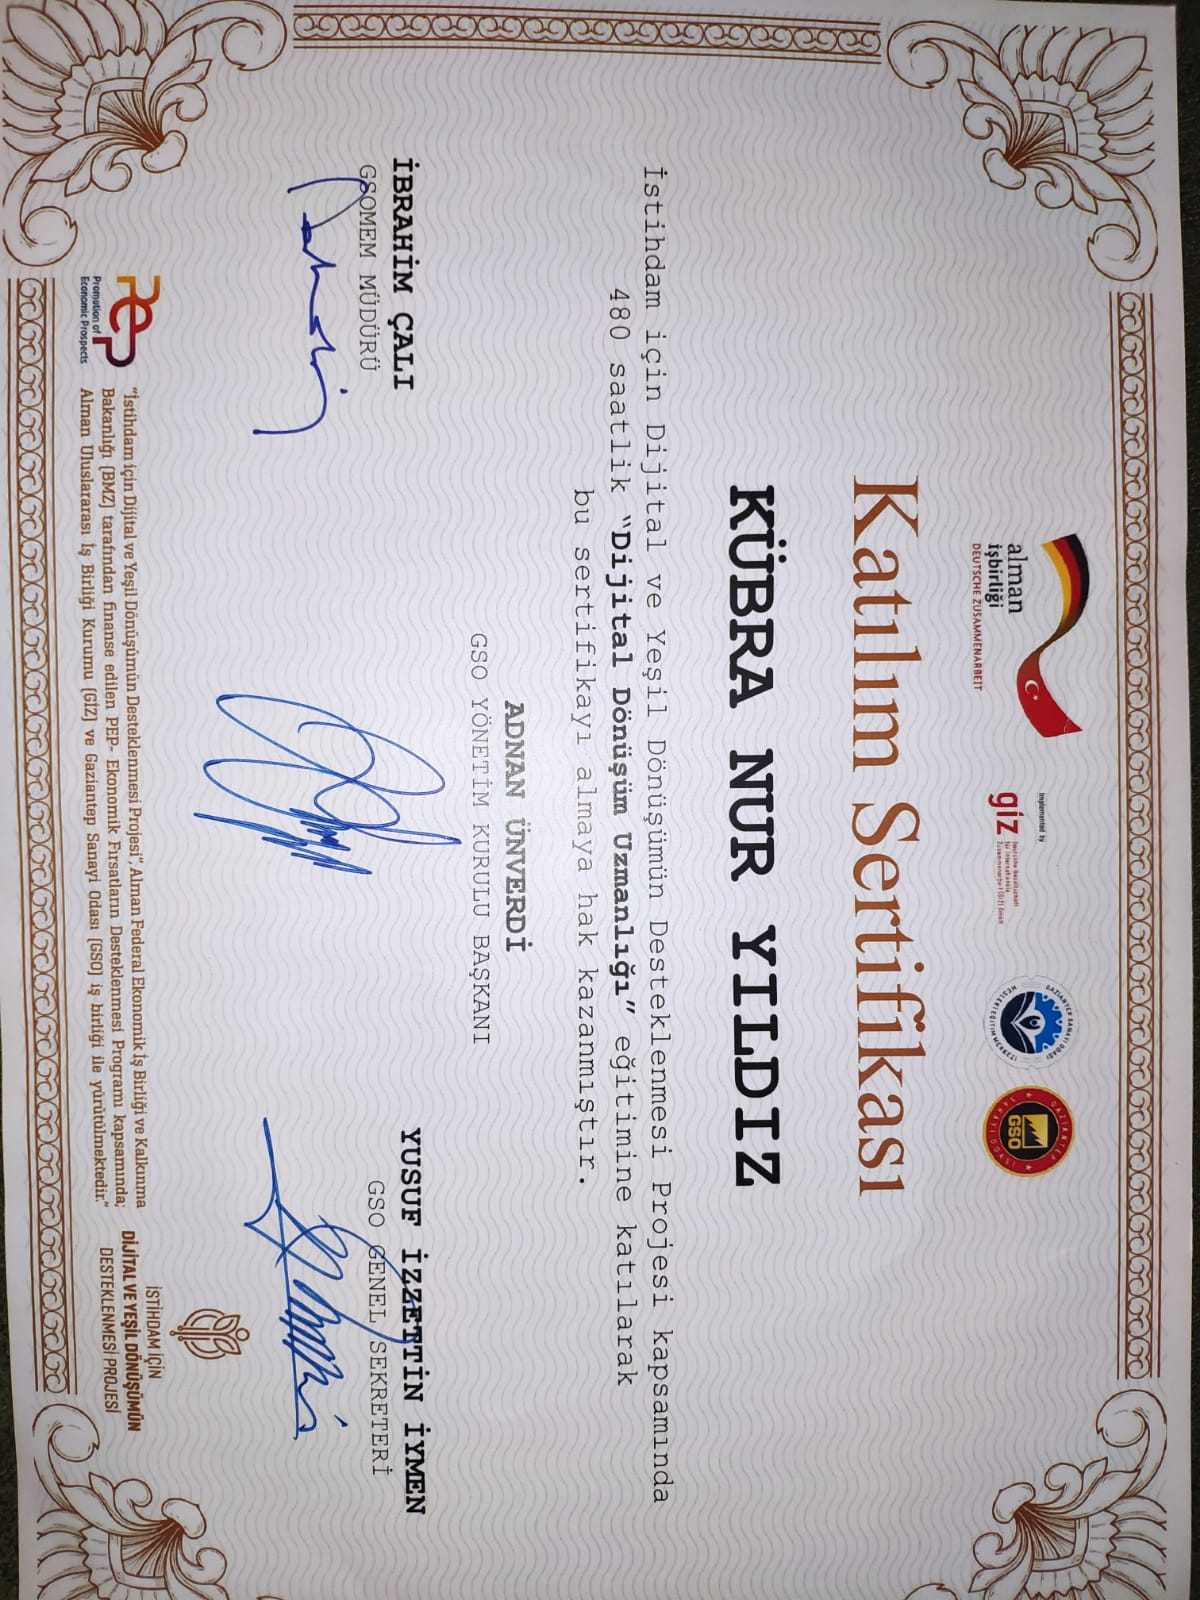 alman
işbirliği
DEUTSCHE ZUSAMMENARBEIT
Implemented by
giz Deutsche Gesellschaft
für Internationale
Zusammenarbeit (GIZ) GmbH
GAZİANTEP SANAYİ ODASI
MESLEKİ EĞİTİM MERKEZİ
GAZİANTEP
GSO
SANAYİ ODASI
Katılım Sertifikası
KÜBRA NUR YILDIZ
İstihdam için Dijital ve Yeşil Dönüşümün Desteklenmesi Projesi kapsamında
480 saatlik “Dijital Dönüşüm Uzmanlığı” eğitimine katılarak
bu sertifikayı almaya hak kazanmıştır.
ADNAN ÜNVERDİ
GSO YÖNETİM KURULU BAŞKANI
İBRAHİM ÇALI
GSOMEM MÜDÜRÜ
YUSUF İZZETTİN İYMEN
GSO GENEL SEKRETERİ
PEP
Promotion of
Economic Prospects
“İstihdam için Dijital ve Yeşil Dönüşümün Desteklenmesi Projesi”, Alman Federal Ekonomik İş Birliği ve Kalkınma
Bakanlığı (BMZ) tarafından finanse edilen PEP- Ekonomik Fırsatların Desteklenmesi Programı kapsamında;
Alman Uluslararası İş Birliği Kurumu (GİZ) ve Gaziantep Sanayi Odası (GSO) iş birliği ile yürütülmektedir.”
İSTİHDAM İÇİN
DİJİTAL VE YEŞİL DÖNÜŞÜMÜN
DESTEKLENMESİ PROJESİ